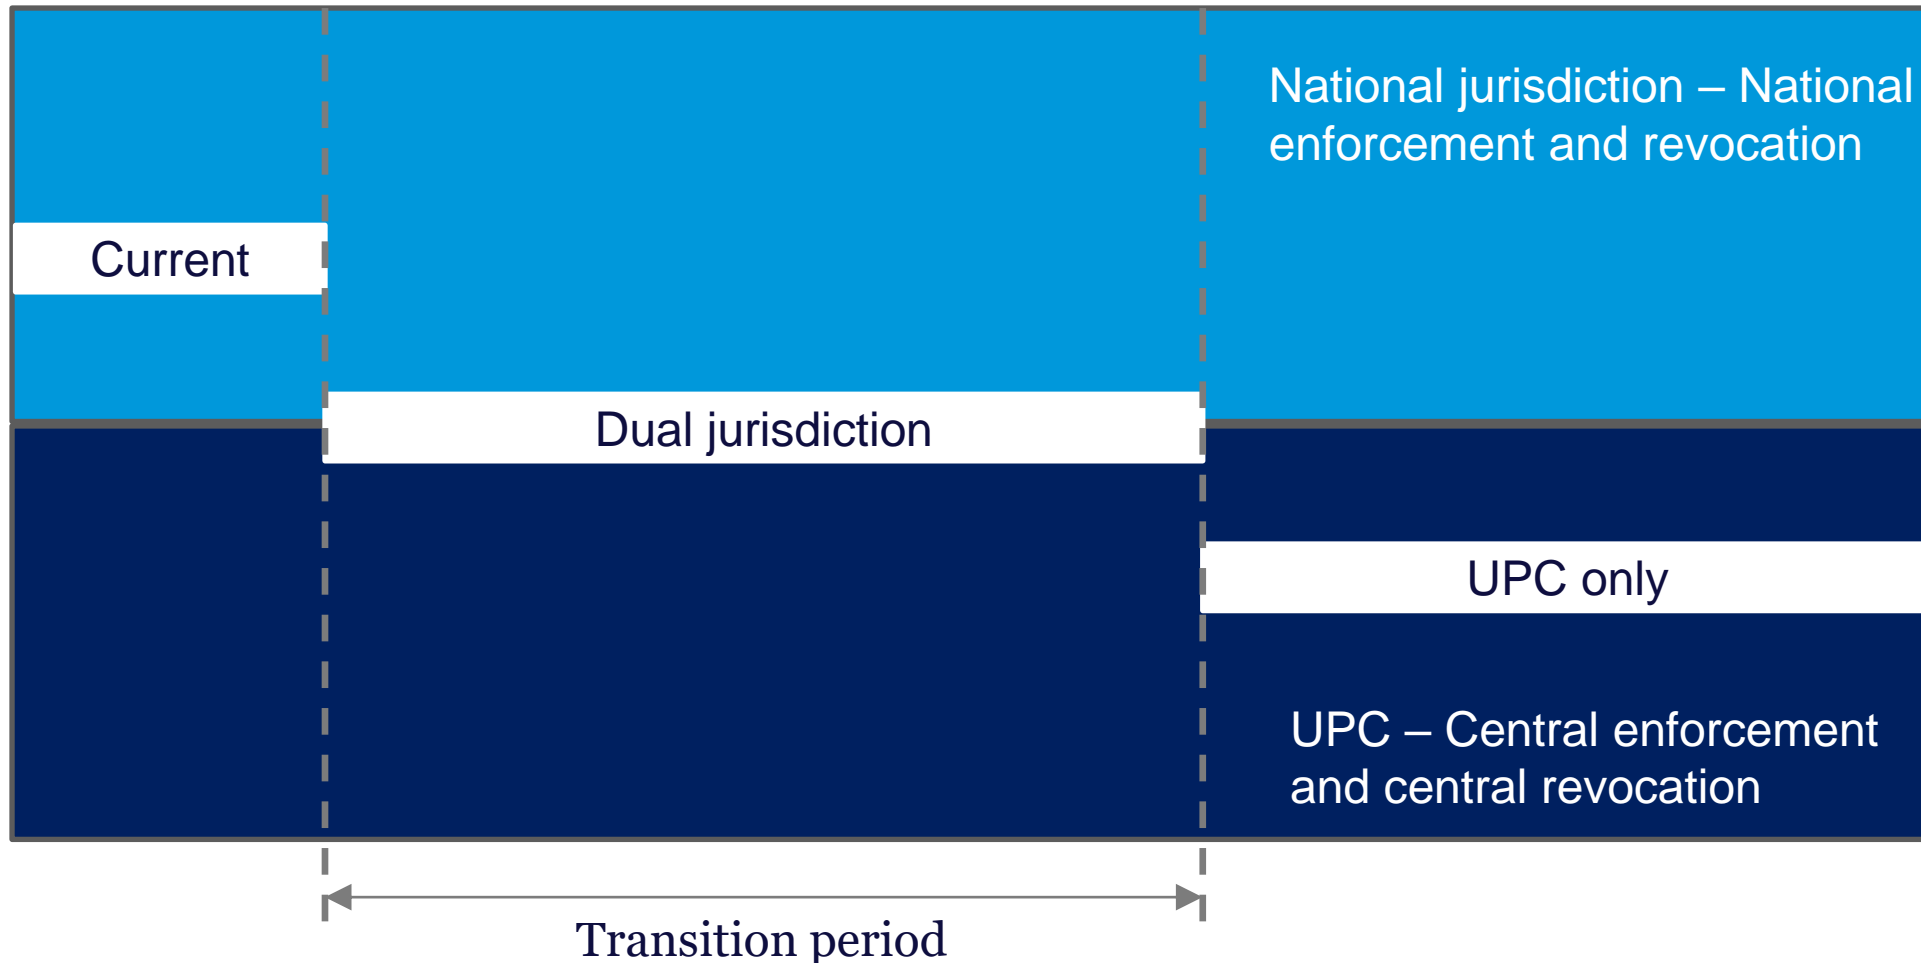 National jurisdiction – National
enforcement and revocation
Current
Dual jurisdiction
UPC only
UPC – Central enforcement
and central revocation
Transition period